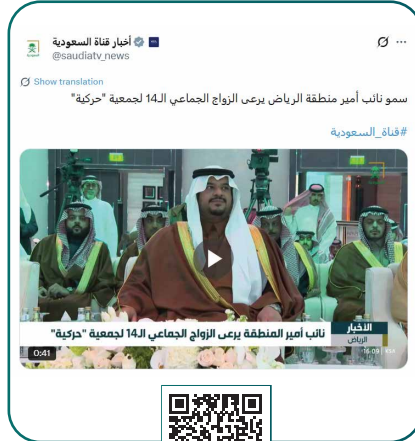 أخبار قناة السعودية
@saudiatv_news
Show translation
سمو نائب أمير منطقة الرياض يرعى الزواج الجماعي الـ14 لجمعية "حركية"
#قناة_السعودية
الأخبار
نائب أمير المنطقة يرعى الزواج الجماعي الـ14 لجمعية "حركية"
الرياض
0:41